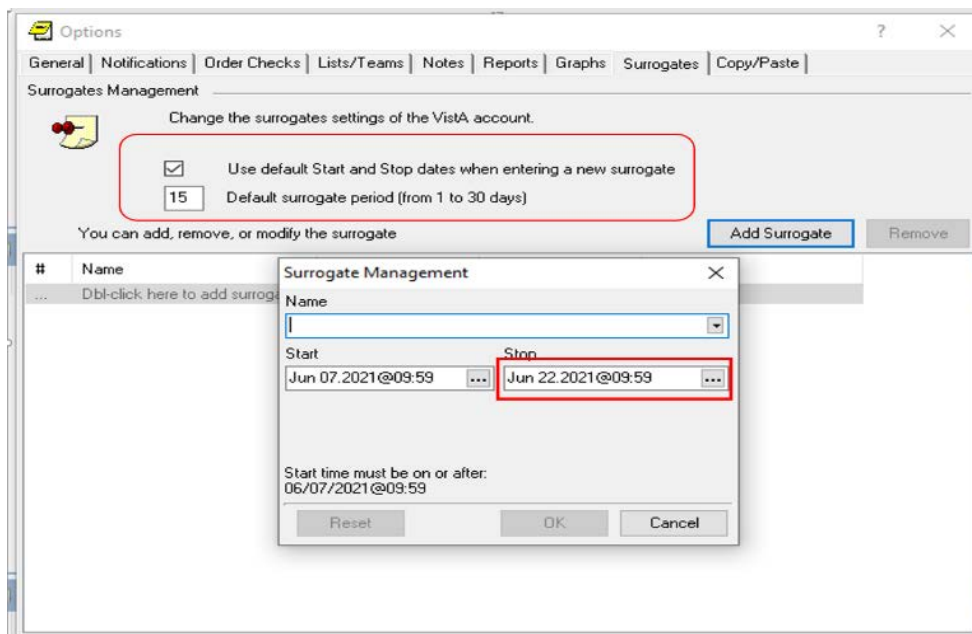 Options
General Notifications Order Checks Lists/Teams Notes Reports Graphs Surrogates Copy/Paste
Surrogates Management
Change the surrogates settings of the VistA account.
Use default Start and Stop dates when entering a new surrogate
15 Default surrogate period (from 1 to 30 days)
You can add, remove, or modify the surrogate
Add Surrogate Remove
# Name
... Dbl-click here to add surroga
Surrogate Management
Name
Start Stop
Jun 07.2021@09:59 ... Jun 22.2021@09:59 ...
Start time must be on or after:
06/07/2021@09:59
Reset OK Cancel